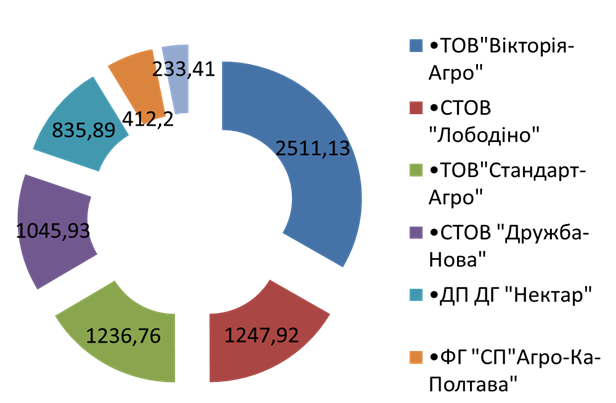 233,41
412,2
835,89
2511,13
1045,93
1236,76
1247,92
•ТОВ"Вікторія-
Агро"
•СТОВ
"Лободіно"
•ТОВ"Стандарт-
Агро"
•СТОВ "Дружба-
Нова"
•ДП ДГ "Нектар"
•ФГ "СП"Агро-Ка-
Полтава"